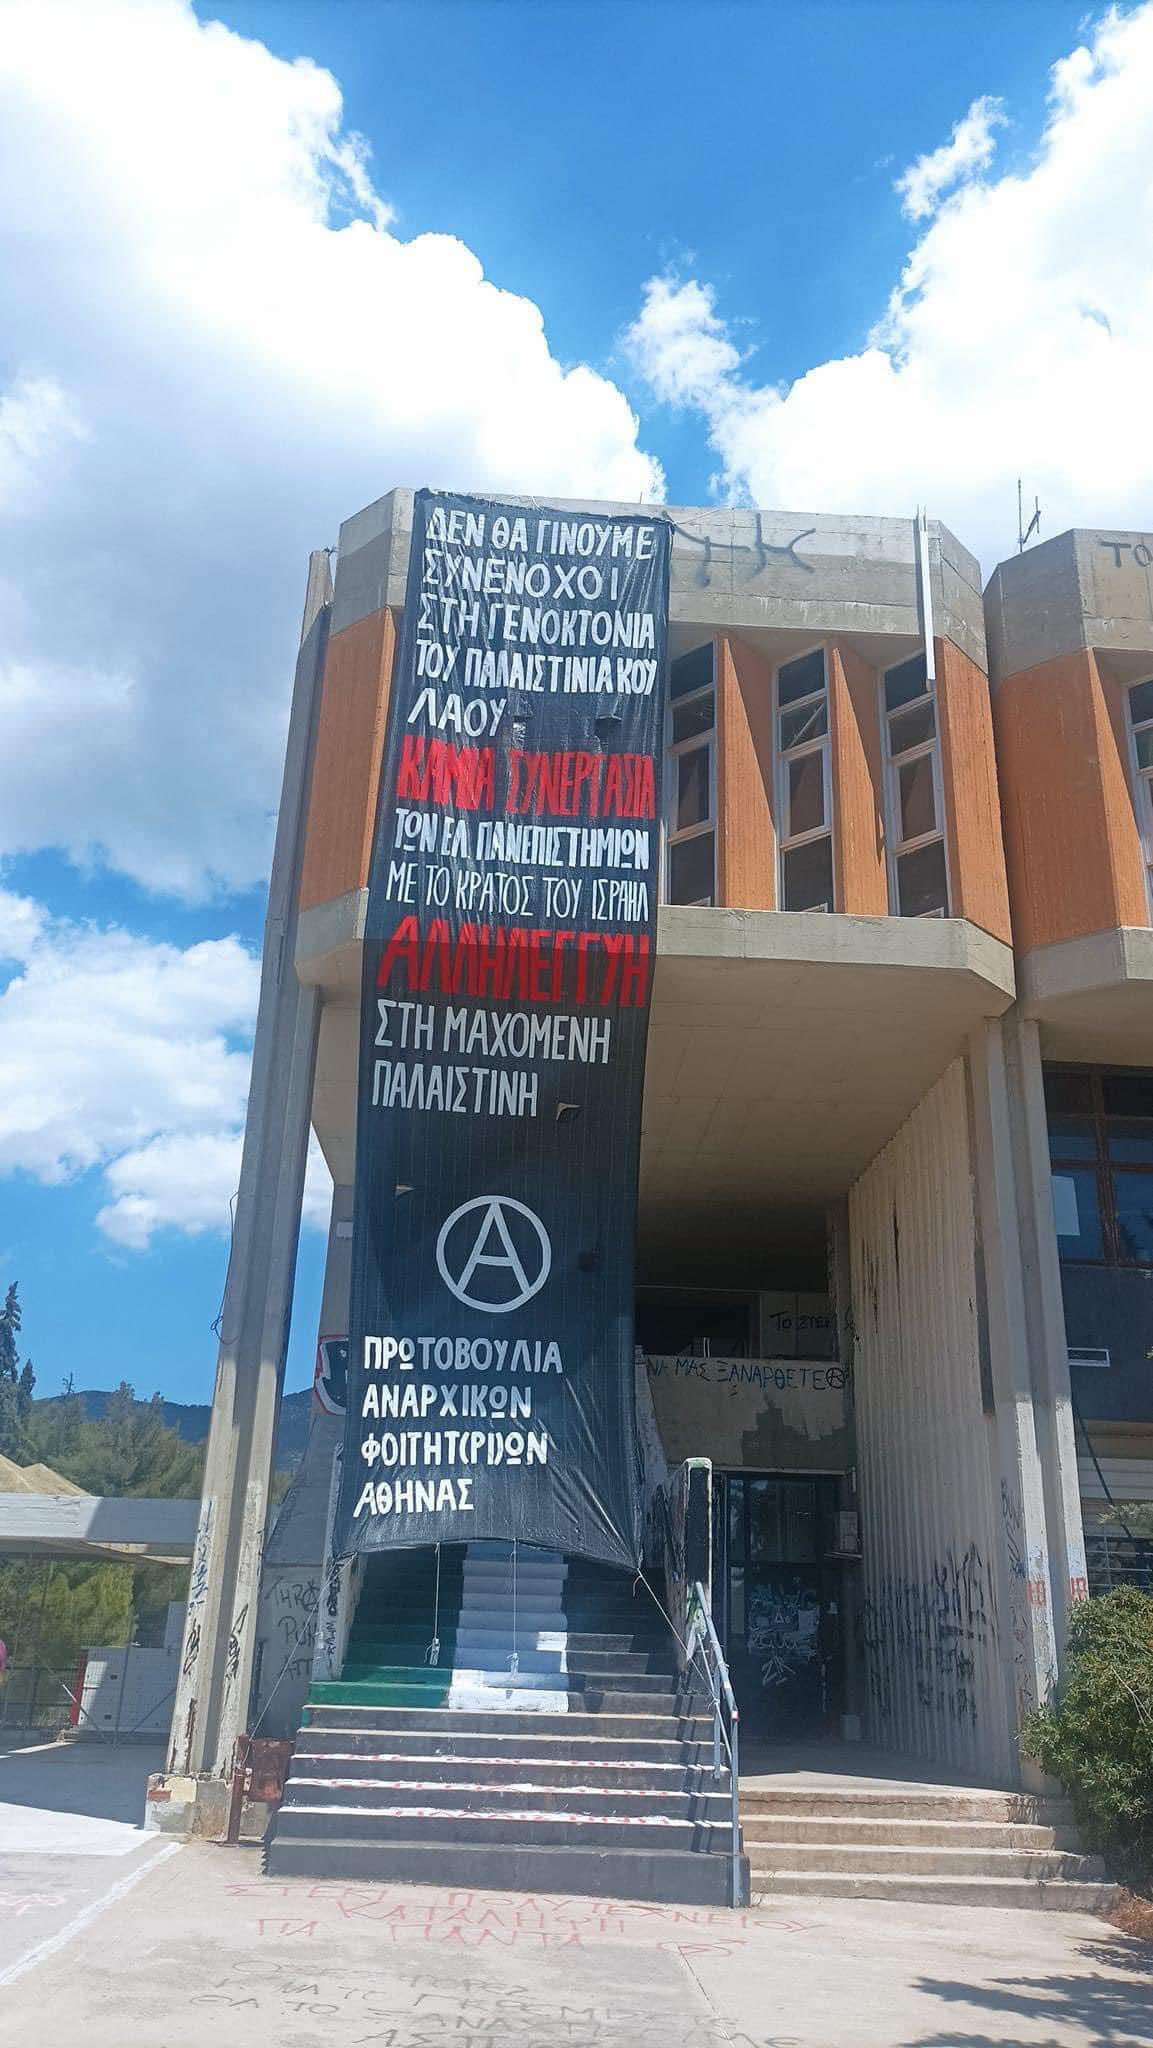 ΔΕΝ ΘΑ ΓΙΝΟΥΜΕ
ΣΥΝΕΝΟΧΟΙ
ΣΤΗ ΓΕΝΟΚΤΟΝΙΑ
ΤΟΥ ΠΑΛΑΙΣΤΙΝΙΑΚΟΥ
ΛΑΟΥ
ΚΑΜΙΑ ΣΥΝΕΡΓΑΣΙΑ
ΤΩΝ ΕΛ. ΠΑΝΕΠΙΣΤΗΜΙΩΝ
ΜΕ ΤΟ ΚΡΑΤΟΣ ΤΟΥ ΙΣΡΑΗΛ
ΑΛΛΗΛΕΓΓΥΗ
ΣΤΗ ΜΑΧΟΜΕΝΗ
ΠΑΛΑΙΣΤΙΝΗ
ΠΡΩΤΟΒΟΥΛΙΑ
ΑΝΑΡΧΙΚΩΝ
ΦΟΙΤΗΤ(ΡΙ)ΩΝ
ΑΘΗΝΑΣ
ΤΟ
ΝΑ ΜΑΣ ΞΑΝΑΡΘΕΤΕ
ΣΤΕΚΙ ΠΟΛΥΤΕΧΝΕΙΟΥ
ΚΑΤΑΛΗΨΗ
ΓΙΑ ΠΑΝΤΑ